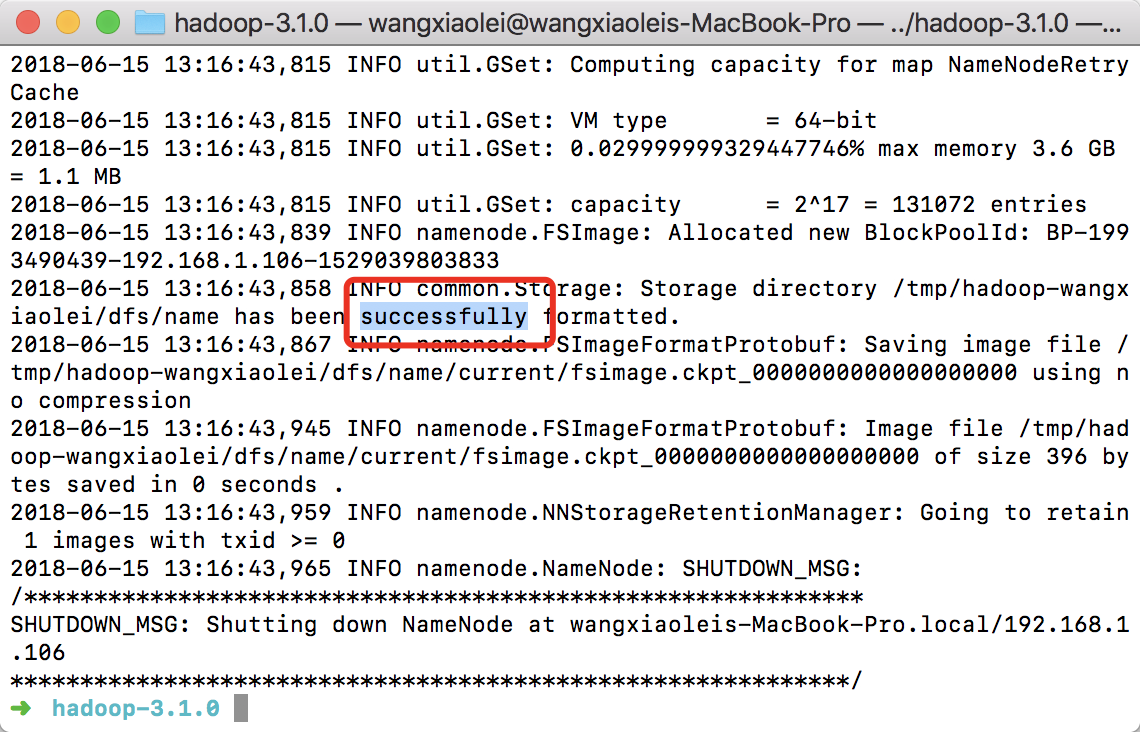 hadoop-3.1.0 — wangxiaolei@wangxiaoleis-MacBook-Pro — ../hadoop-3.1.0 —-...
2018-06-15 13:16:43,815 INFO util.GSet: Computing capacity for map NameNodeRetry
Cache
2018-06-15 13:16:43,815 INFO util.GSet: VM type       = 64-bit
2018-06-15 13:16:43,815 INFO util.GSet: 0.029999999329447746% max memory 3.6 GB
= 1.1 MB
2018-06-15 13:16:43,815 INFO util.GSet: capacity      = 2^17 = 131072 entries
2018-06-15 13:16:43,839 INFO namenode.FSImage: Allocated new BlockPoolId: BP-199
3490439-192.168.1.106-1529039803833
2018-06-15 13:16:43,858 INFO common.Storage: Storage directory /tmp/hadoop-wangx
iaolei/dfs/name has been successfully formatted.
2018-06-15 13:16:43,867 INFO namenode.FSImageFormatProtobuf: Saving image file /
tmp/hadoop-wangxiaolei/dfs/name/current/fsimage.ckpt_0000000000000000000 using n
o compression
2018-06-15 13:16:43,945 INFO namenode.FSImageFormatProtobuf: Image file /tmp/had
oop-wangxiaolei/dfs/name/current/fsimage.ckpt_0000000000000000000 of size 396 by
tes saved in 0 seconds .
2018-06-15 13:16:43,959 INFO namenode.NNStorageRetentionManager: Going to retain
 1 images with txid >= 0
2018-06-15 13:16:43,965 INFO namenode.NameNode: SHUTDOWN_MSG:
/************************************************************
SHUTDOWN_MSG: Shutting down NameNode at wangxiaoleis-MacBook-Pro.local/192.168.1
.106
************************************************************/
➜  hadoop-3.1.0